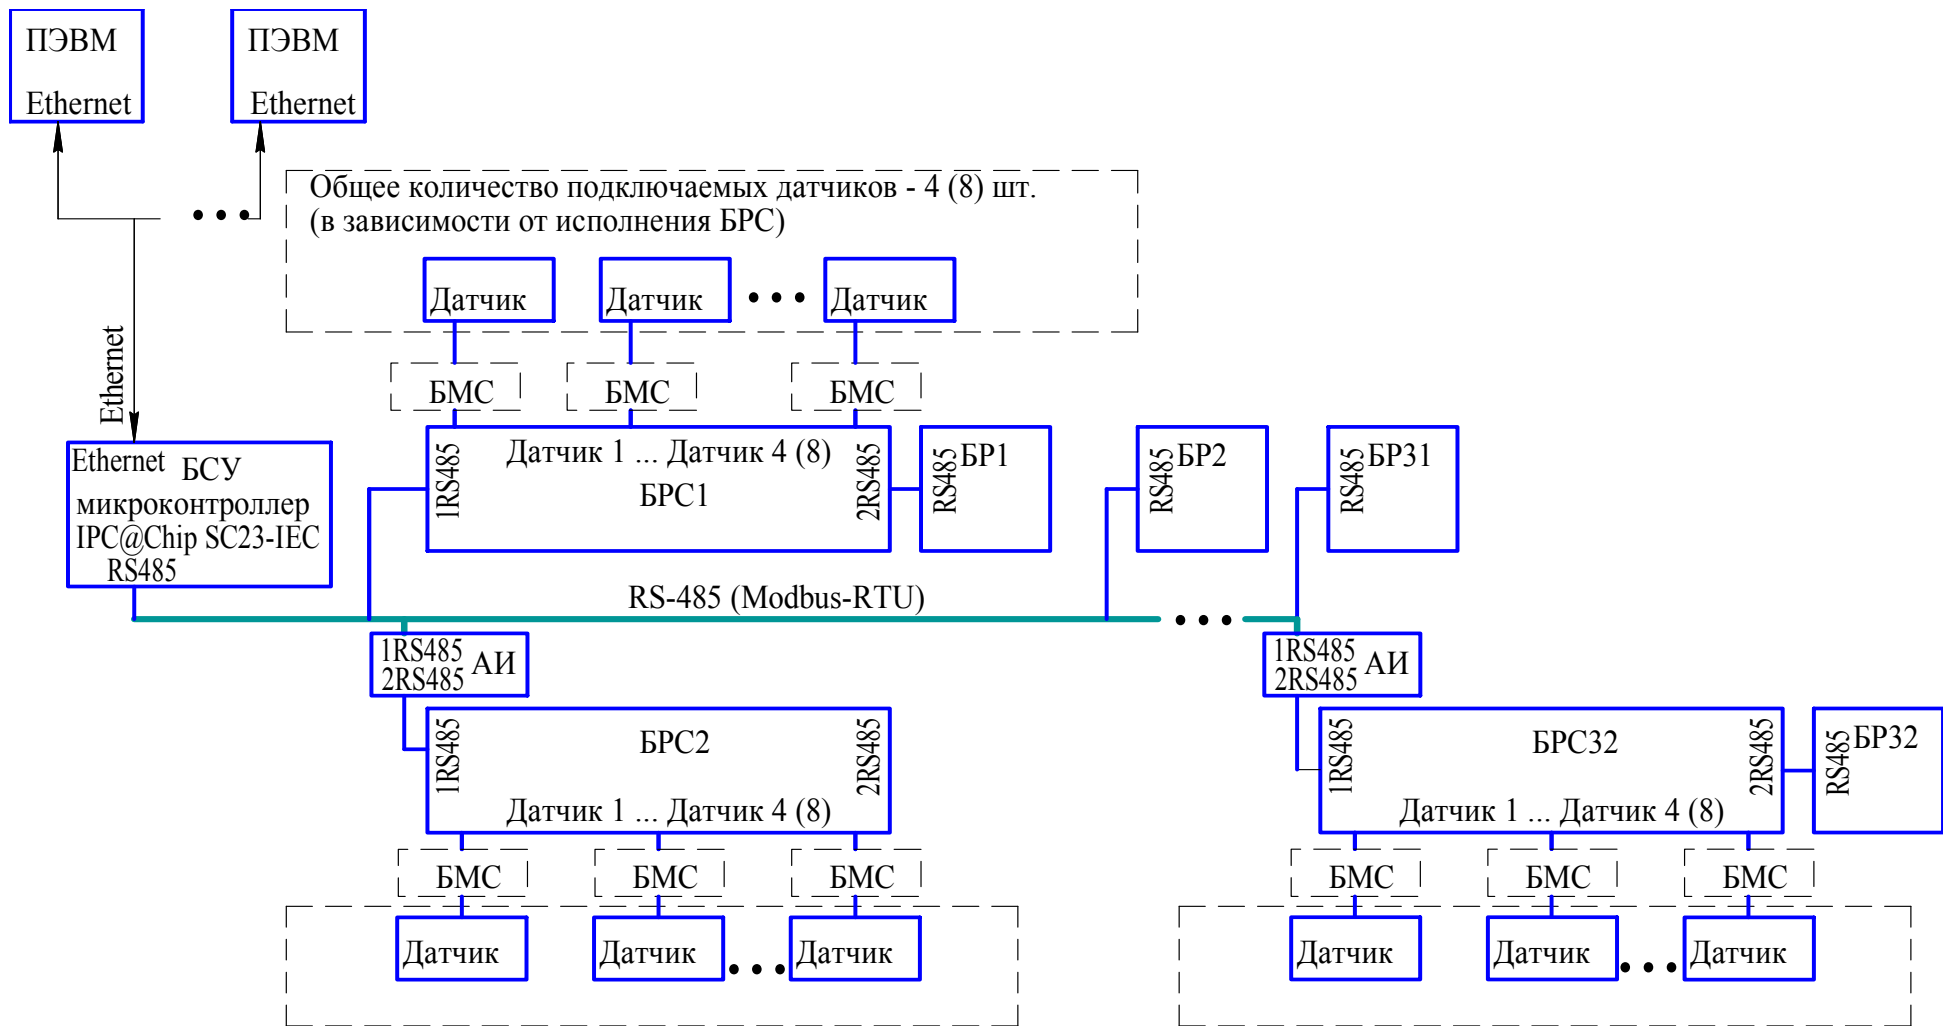 ПЭВМ
Ethernet
ПЭВМ
Ethernet
Общее количество подключаемых датчиков - 4 (8) шт.
(в зависимости от исполнения БРС)
Датчик
Датчик
Датчик
Ethernet
БМС
БМС
БМС
Ethernet БСУ
микроконтроллер
IPC@Chip SC23-IEC
RS485
1RS485
Датчик 1 ... Датчик 4 (8)
БРС1
2RS485
RS485
БР1
RS485
БР2
RS485
БР31
RS-485 (Modbus-RTU)
1RS485
2RS485
АИ
1RS485
2RS485
АИ
1RS485
БРС2
2RS485
Датчик 1 ... Датчик 4 (8)
1RS485
БРС32
2RS485
Датчик 1 ... Датчик 4 (8)
RS485
БР32
БМС
БМС
БМС
БМС
БМС
БМС
Датчик
Датчик
Датчик
Датчик
Датчик
Датчик